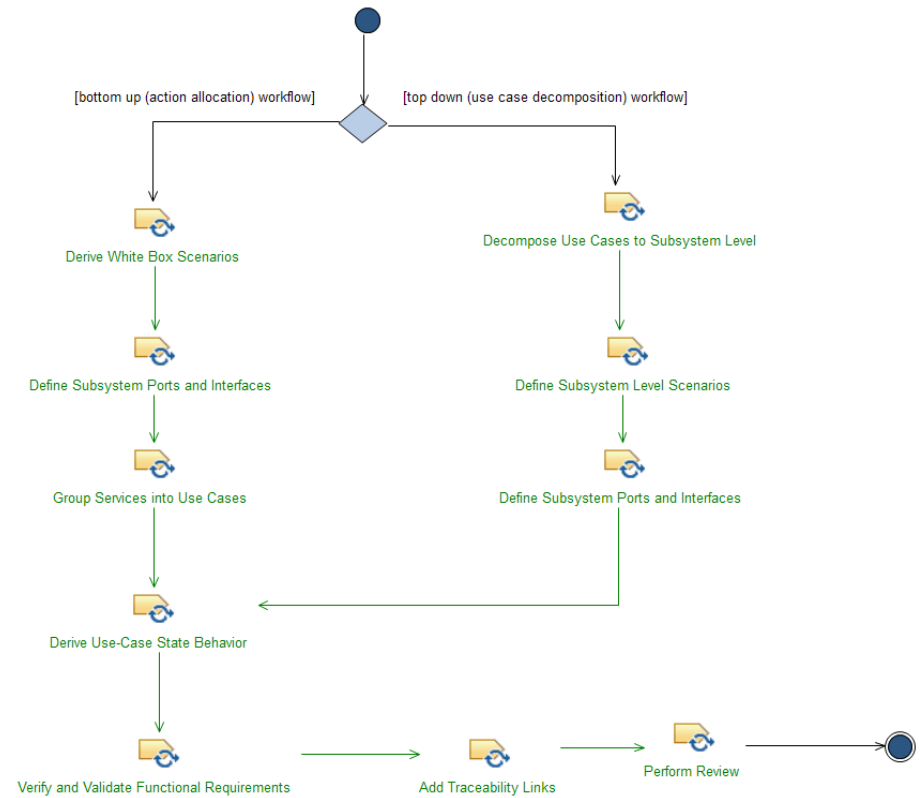 [bottom up (action allocation) workflow]
[top down (use case decomposition) workflow]
Derive White Box Scenarios
Decompose Use Cases to Subsystem Level
Define Subsystem Ports and Interfaces
Define Subsystem Level Scenarios
Group Services into Use Cases
Define Subsystem Ports and Interfaces
Derive Use-Case State Behavior
Verify and Validate Functional Requirements
Add Traceability Links
Perform Review